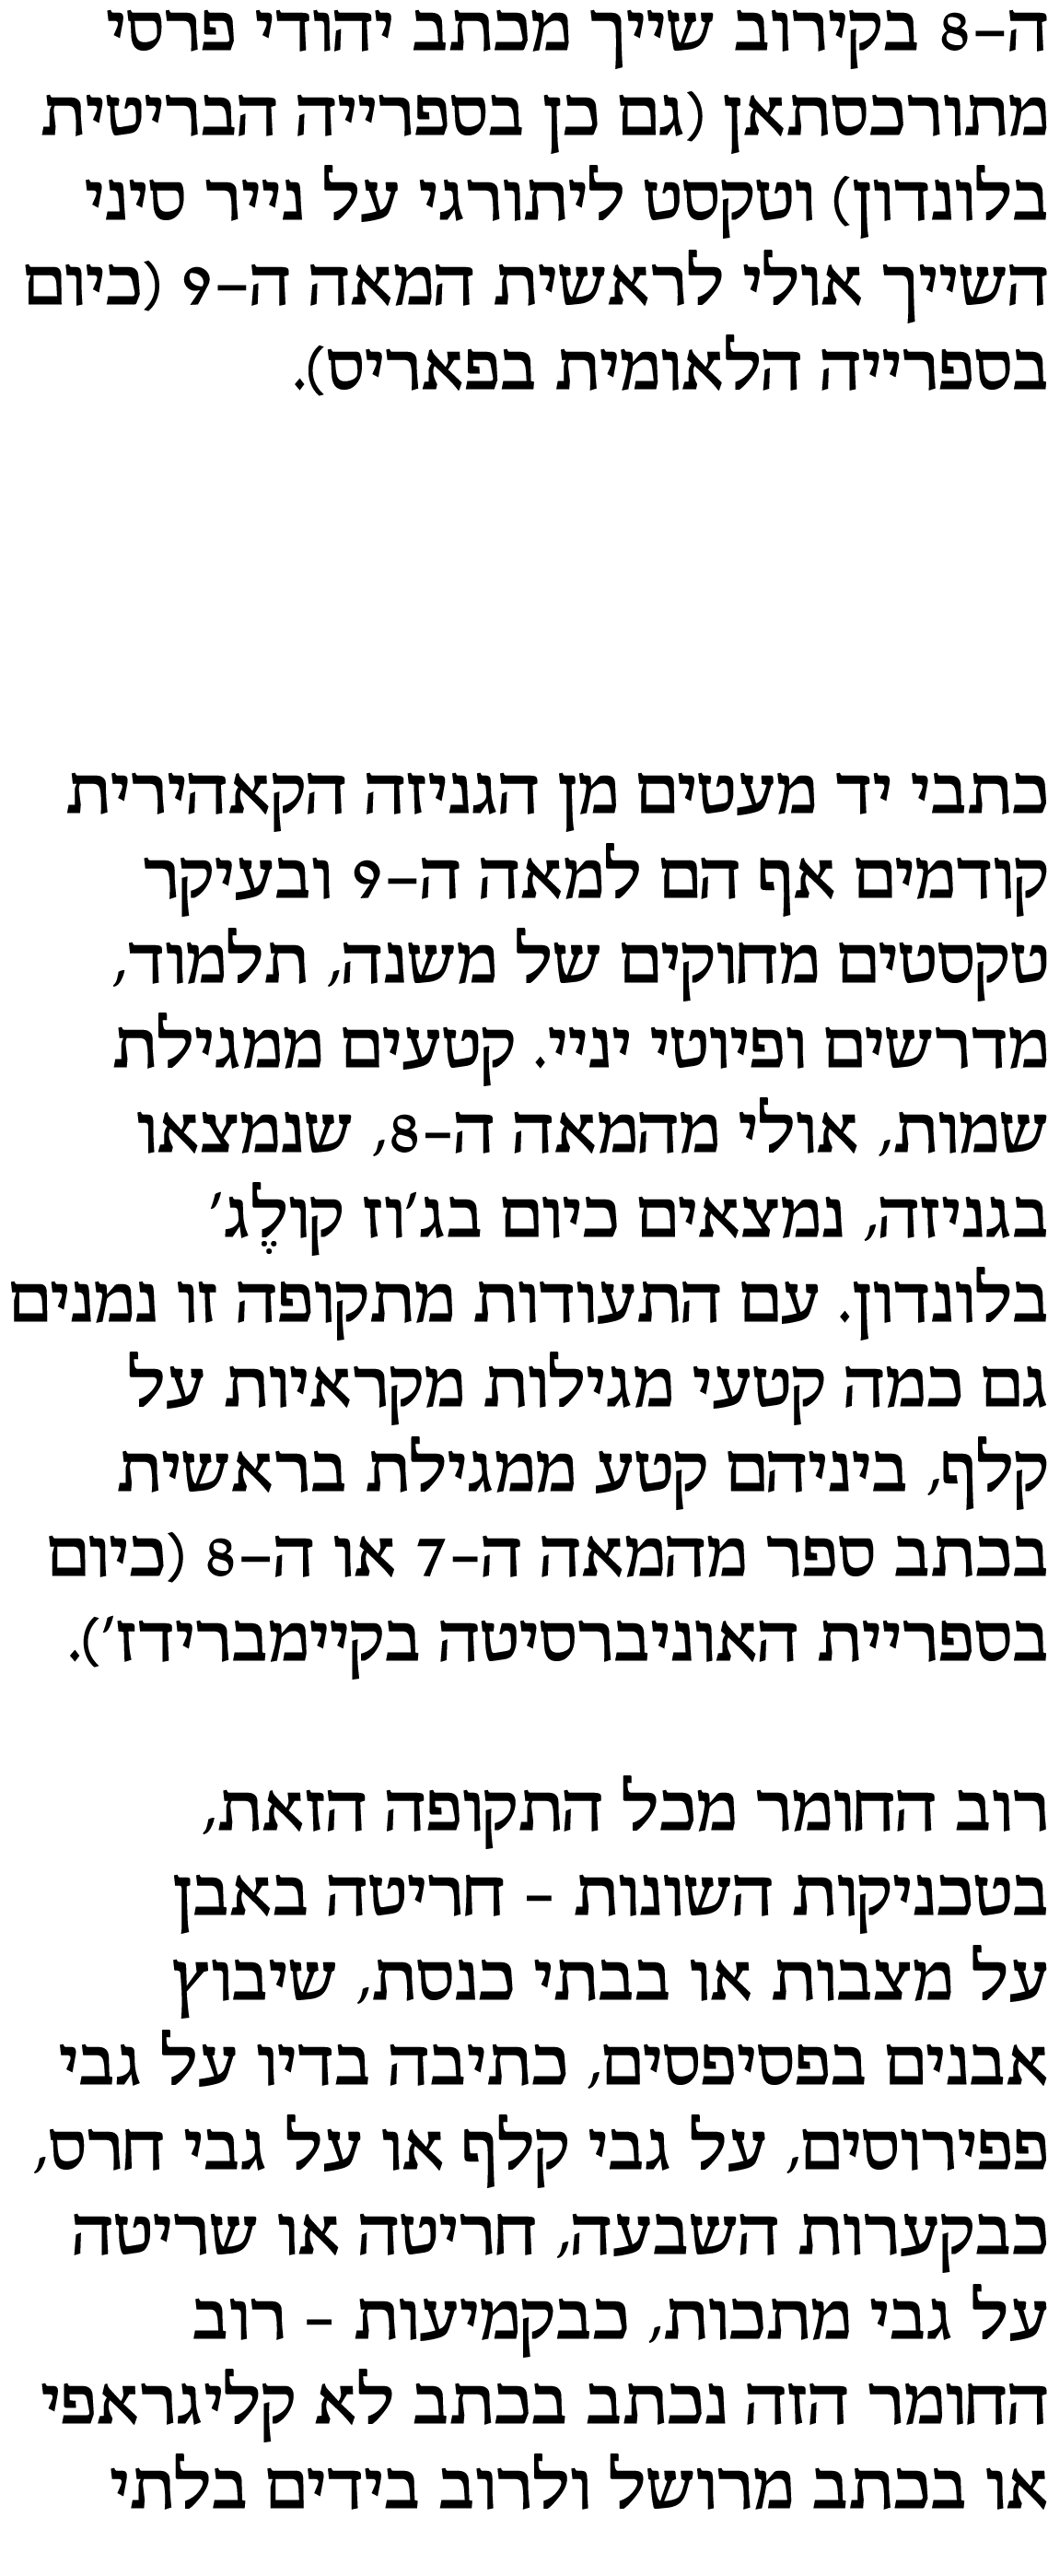 ה–8 בקירוב שייך מכתב יהודי פרסי
מתורכסתאן (גם כן בספרייה הבריטית
בלונדון) וטקסט ליתורגי על נייר סיני
השייך אולי לראשית המאה ה–9 (כיום
בספרייה הלאומית בפאריס).
כתבי יד מעטים מן הגניזה הקאהירית
קודמים אף הם למאה ה–9 ובעיקר
טקסטים מחוקים של משנה, תלמוד,
מדרשים ופיוטי יניי. קטעים ממגילת
שמות, אולי מהמאה ה–8, שנמצאו
בגניזה, נמצאים כיום בג'וז קולֶג'
בלונדון. עם התעודות מתקופה זו נמנים
גם כמה קטעי מגילות מקראיות על
קלף, ביניהם קטע ממגילת בראשית
בכתב ספר מהמאה ה–7 או ה–8 (כיום
בספריית האוניברסיטה בקיימברידז').
רוב החומר מכל התקופה הזאת,
בטכניקות השונות – חריטה באבן
על מצבות או בבתי כנסת, שיבוץ
אבנים בפסיפסים, כתיבה בדיו על גבי
פפירוסים, על גבי קלף או על גבי חרס,
כבקערות השבעה, חריטה או שריטה
על גבי מתכות, כבקמיעות – רוב
החומר הזה נכתב בכתב לא קליגראפי
או בכתב מרושל ולרוב בידים בלתי